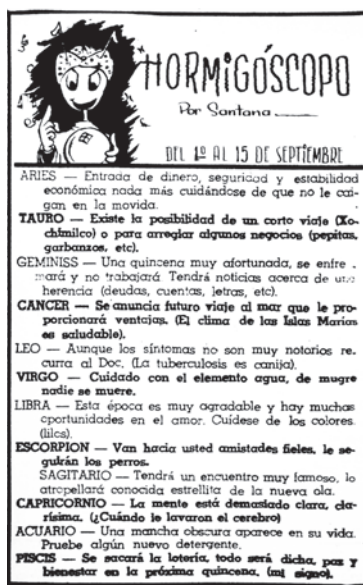 HORMIGÓSCOPO
Por Santana
DEL 1º AL 15 DE SEPTIEMBRE
ARIES — Entrada de dinero, seguridad y estabilidad
económica nada más cuidándose de que no le cai-
gan en la movida.
TAURO — Existe la posibilidad de un corto viaje (Xo-
chimilco) o para arreglar algunos negocios (pepitas,
garbanzos, etc).
GEMINISS — Una quincena muy afortunada, se enfre
mará y no trabajará Tendrá noticias acerca de una
herencia (deudas, cuentas, letras, etc).
CANCER — Se anuncia futuro viaje al mar que le pro-
porcionará ventajas. (El clima de las Islas Marías
es saludable).
LEO — Aunque los síntomas no son muy notorios re.
curra al Doc. (La tuberculosis es canija).
VIRGO — Cuidado con el elemento agua, de mugre
nadie se muere.
LIBRA — Esta época es muy agradable y hay muchas
oportunidades en el amor. Cuídese de los colores
(lilos).
ESCORPION — Van hacia usted amistades fieles, le se-
guirán los perros.
SAGITARIO — Tendrá un encuentro muy famoso, lo
atropellará conocida estrellita de la nueva ola.
CAPRICORNIO — La mente está demasiado clara, cla-
rísima. (¿Cuándo le lavaron el cerebro)
ACUARIO — Una mancha obscura aparece en su vida.
Pruebe algún nuevo detergente.
PISCIS — Se sacará la lotería, todo será dicha, paz y
bienestar en la próxima quincena, (mi signo).